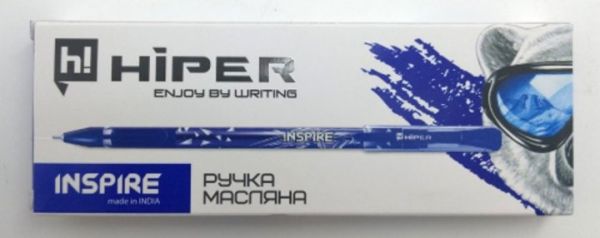 h! HIPER
ENJOY BY WRITING
INSPIRE h! HIPER
INSPIRE
made in INDIA
РУЧКА
МАСЛЯНА